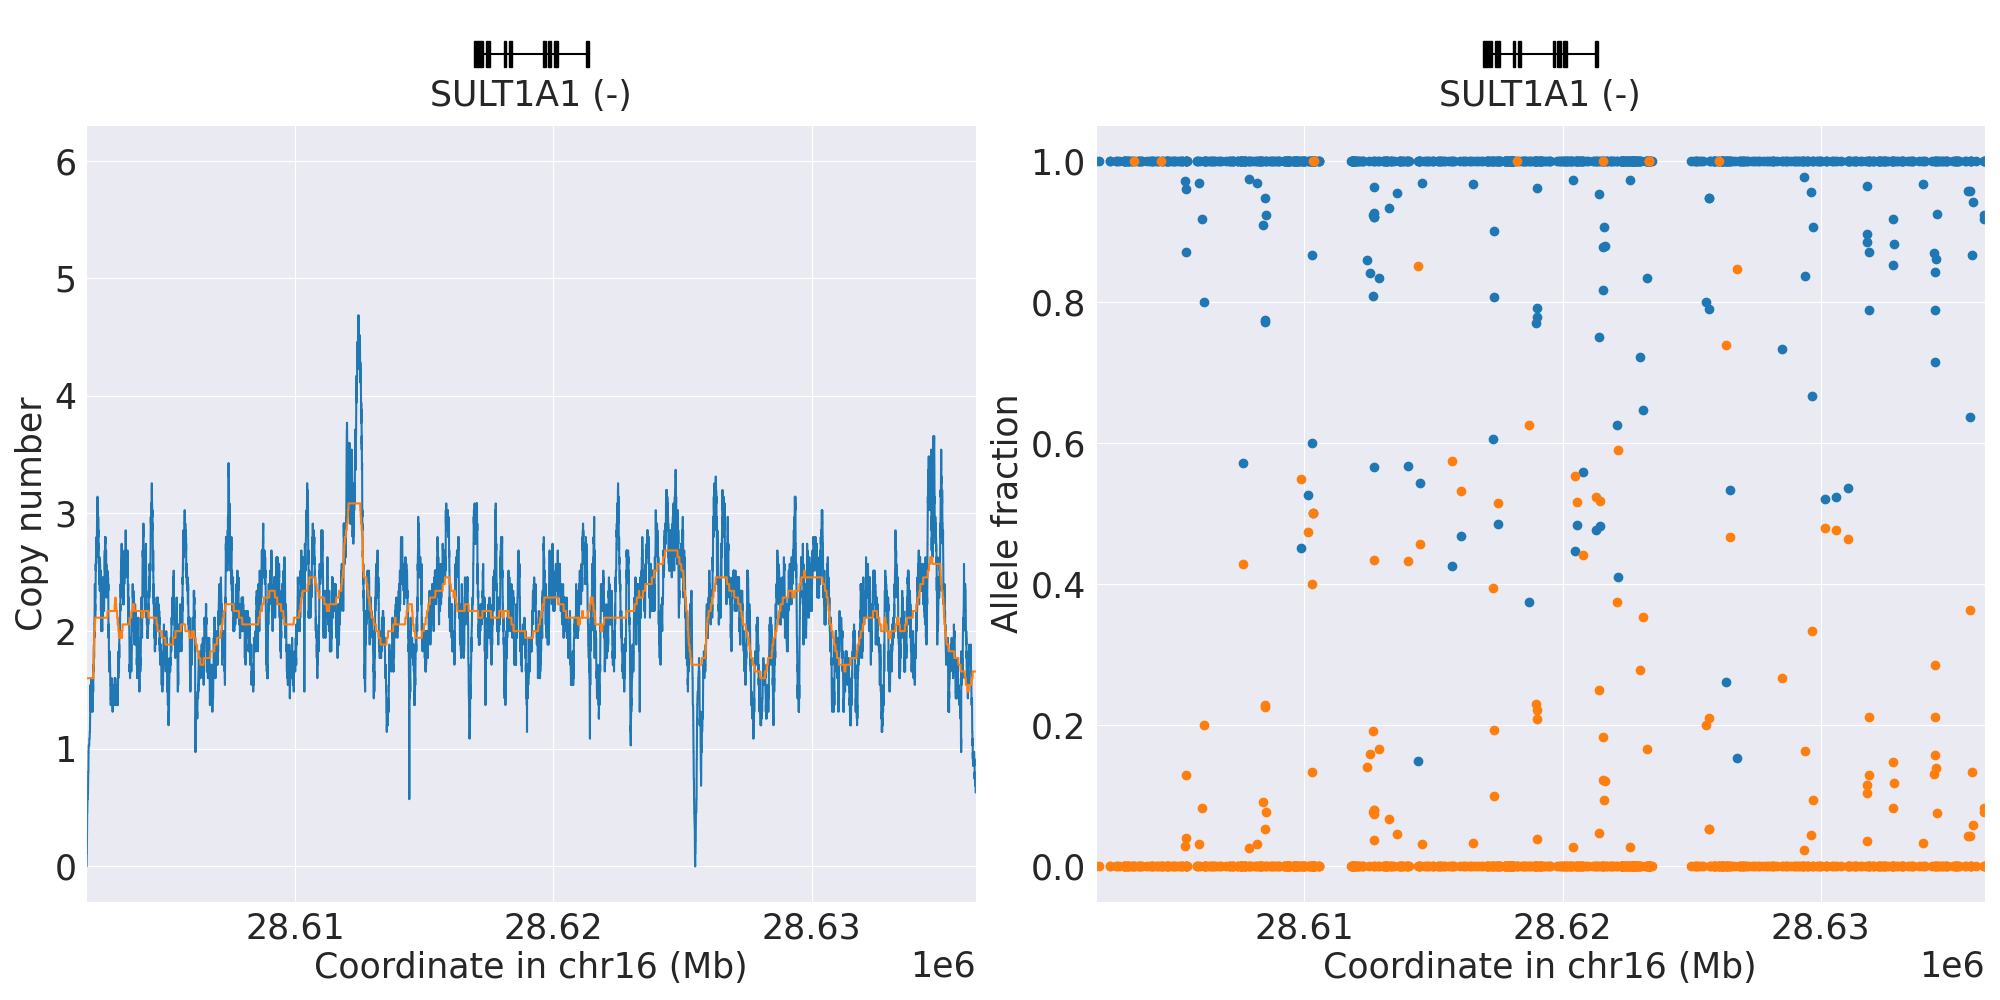 SULT1A1 (-)
6
5
4
3
2
1
0
Copy number
28.61
28.62
28.63
Coordinate in chr16 (Mb)
1e6
SULT1A1 (-)
1.0
0.8
0.6
0.4
0.2
0.0
Allele fraction
28.61
28.62
28.63
Coordinate in chr16 (Mb)
1e6